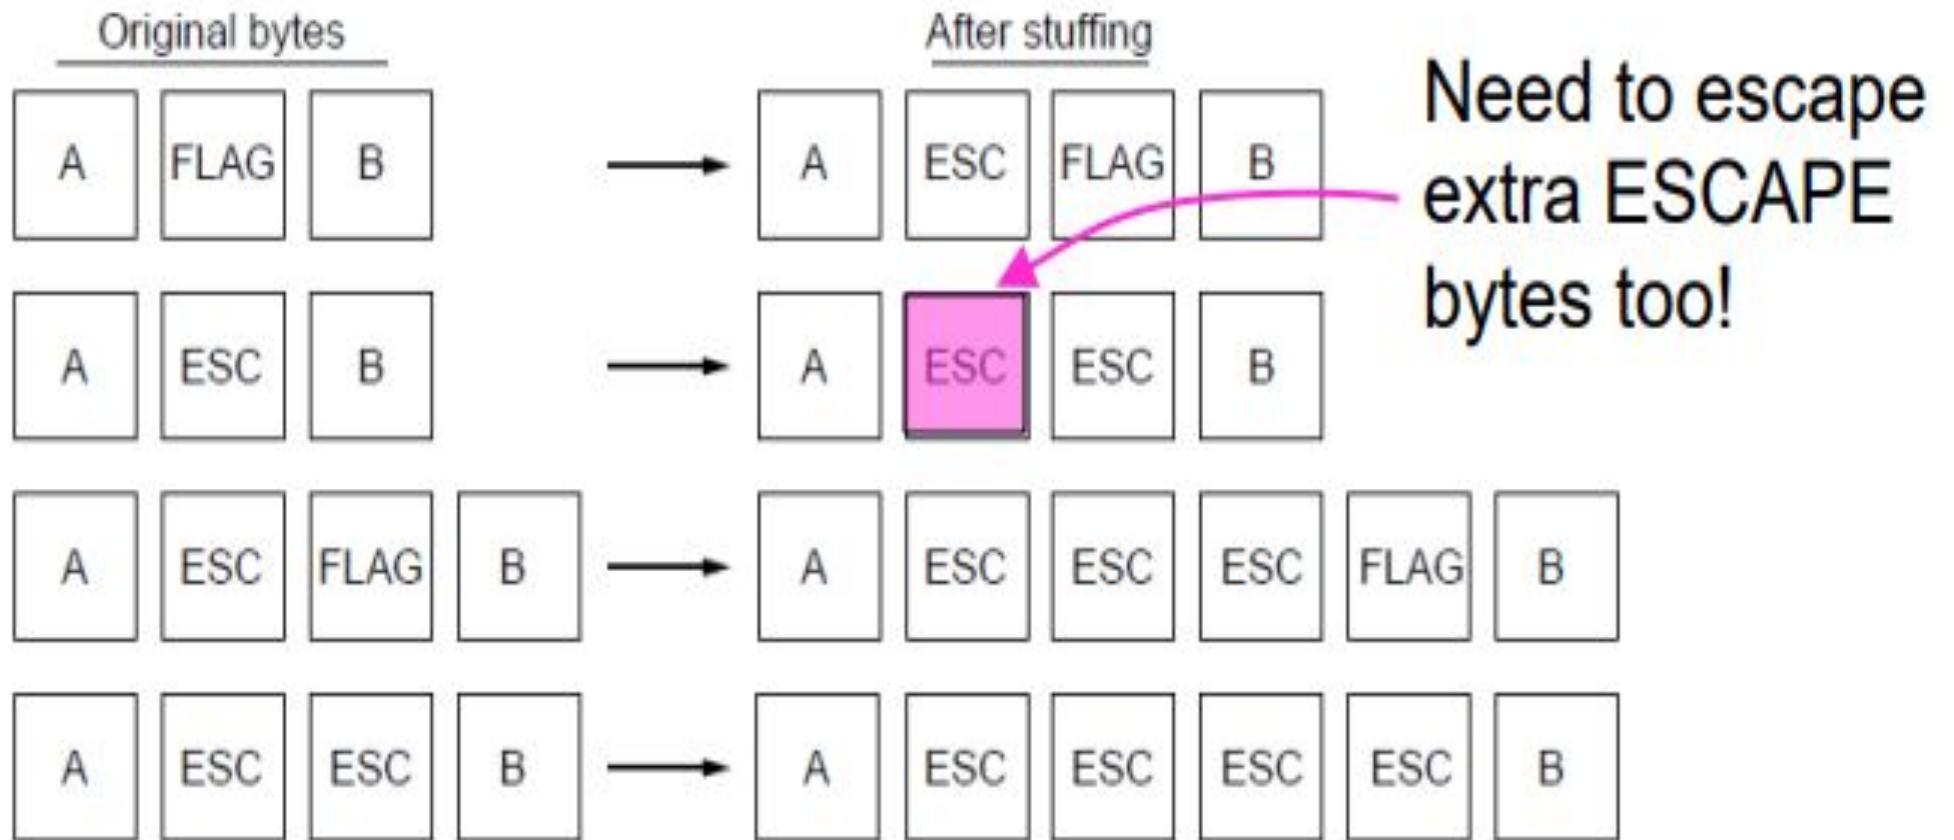 Original bytes
After stuffing
Need to escape
extra ESCAPE
bytes too!
A FLAG B
A ESC FLAG B
A ESC B
A ESC ESC B
A ESC FLAG B
A ESC ESC ESC FLAG B
A ESC ESC B
A ESC ESC ESC ESC B